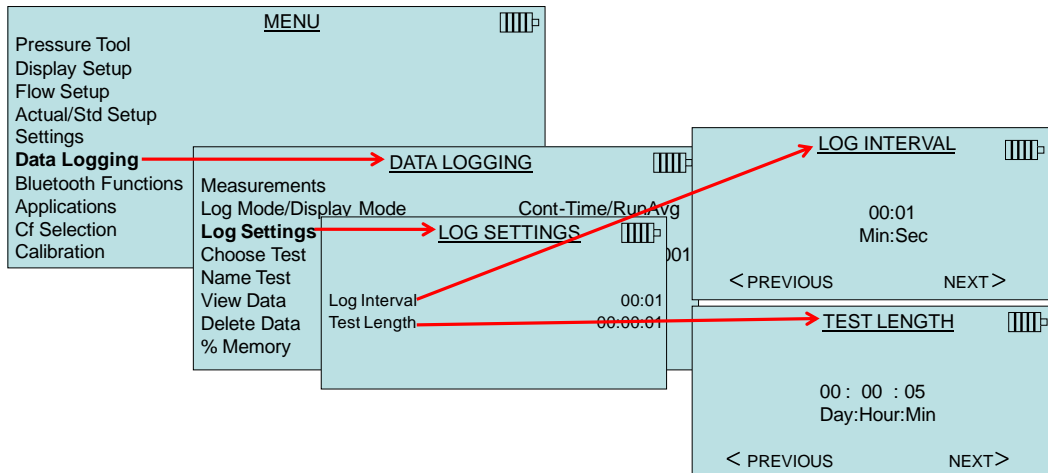 MENU
Pressure Tool
Display Setup
Flow Setup
Actual/Std Setup
Settings
Data Logging
Bluetooth Functions
Applications
Cf Selection
Calibration
DATA LOGGING
Measurements
Log Mode/Display Mode Cont-Time/RunAvg
Log Settings
Choose Test 001
Name Test
View Data
Delete Data
% Memory
LOG SETTINGS
Log Interval 00:01
Test Length 00:00:01
LOG INTERVAL
00:01
Min:Sec
< PREVIOUS NEXT >
TEST LENGTH
00 : 00 : 05
Day:Hour:Min
< PREVIOUS NEXT >